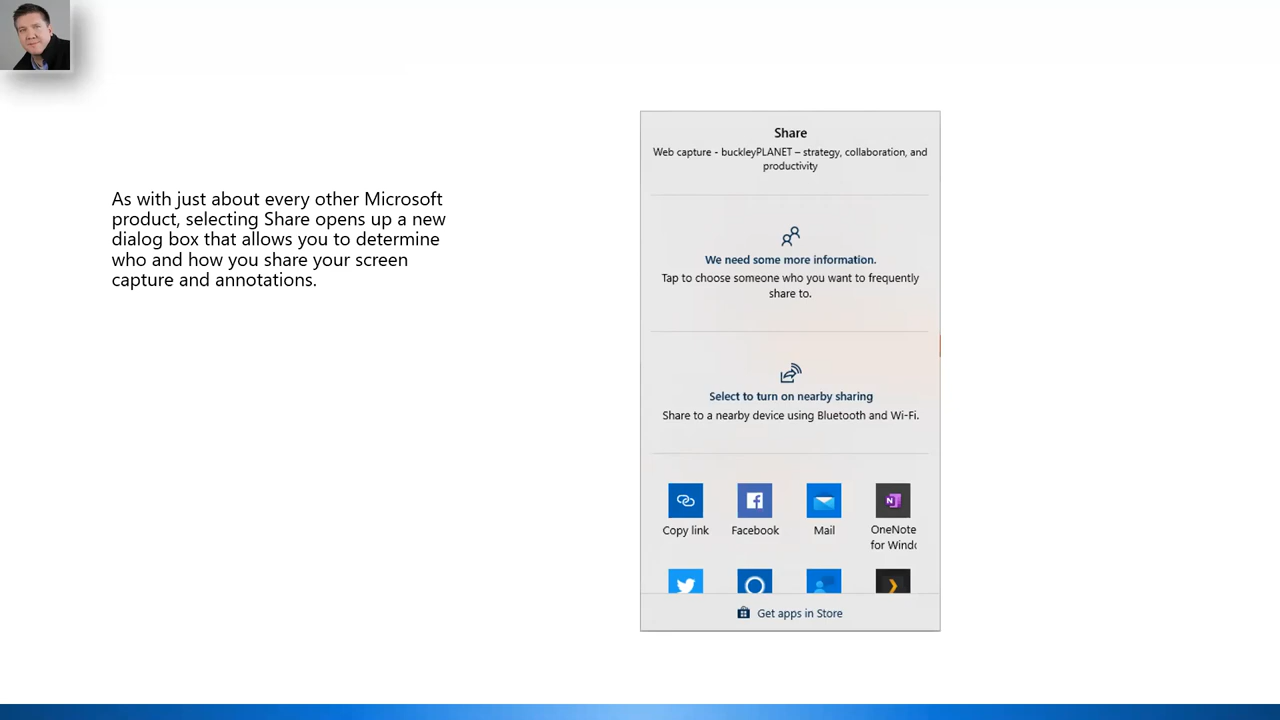 As with just about every other Microsoft
product, selecting Share opens up a new
dialog box that allows you to determine
who and how you share your screen
capture and annotations.
Share
Web capture - buckleyPLANET – strategy, collaboration, and
productivity
We need some more information.
Tap to choose someone who you want to frequently
share to.
Select to turn on nearby sharing
Share to a nearby device using Bluetooth and Wi-Fi.
Copy link Facebook Mail OneNote
for Windo
Get apps in Store